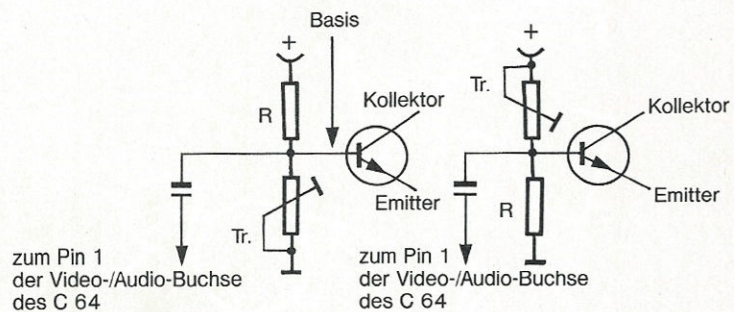 Basis
+
R
Kollektor
Emitter
Tr.
zum Pin 1
der Video-/Audio-Buchse
des C 64
+
Tr.
Kollektor
Emitter
R
zum Pin 1
der Video-/Audio-Buchse
des C 64